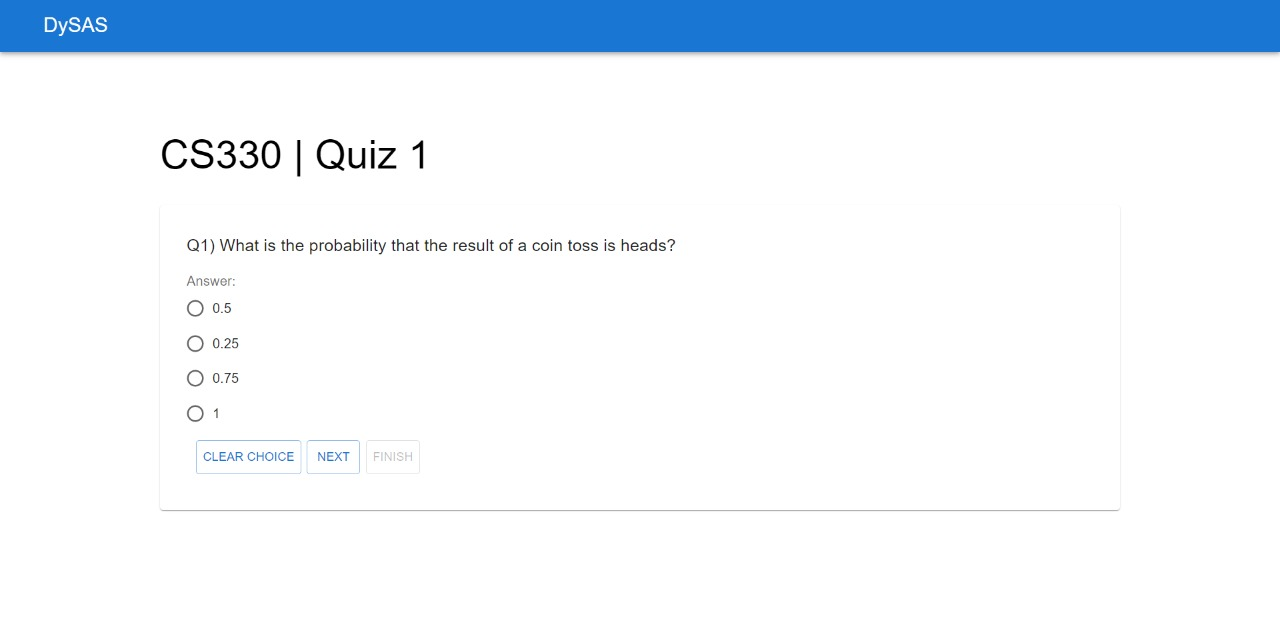 DySAS
CS330 | Quiz 1
Q1) What is the probability that the result of a coin toss is heads?
Answer:
0.5
0.25
0.75
1
CLEAR CHOICE NEXT FINISH